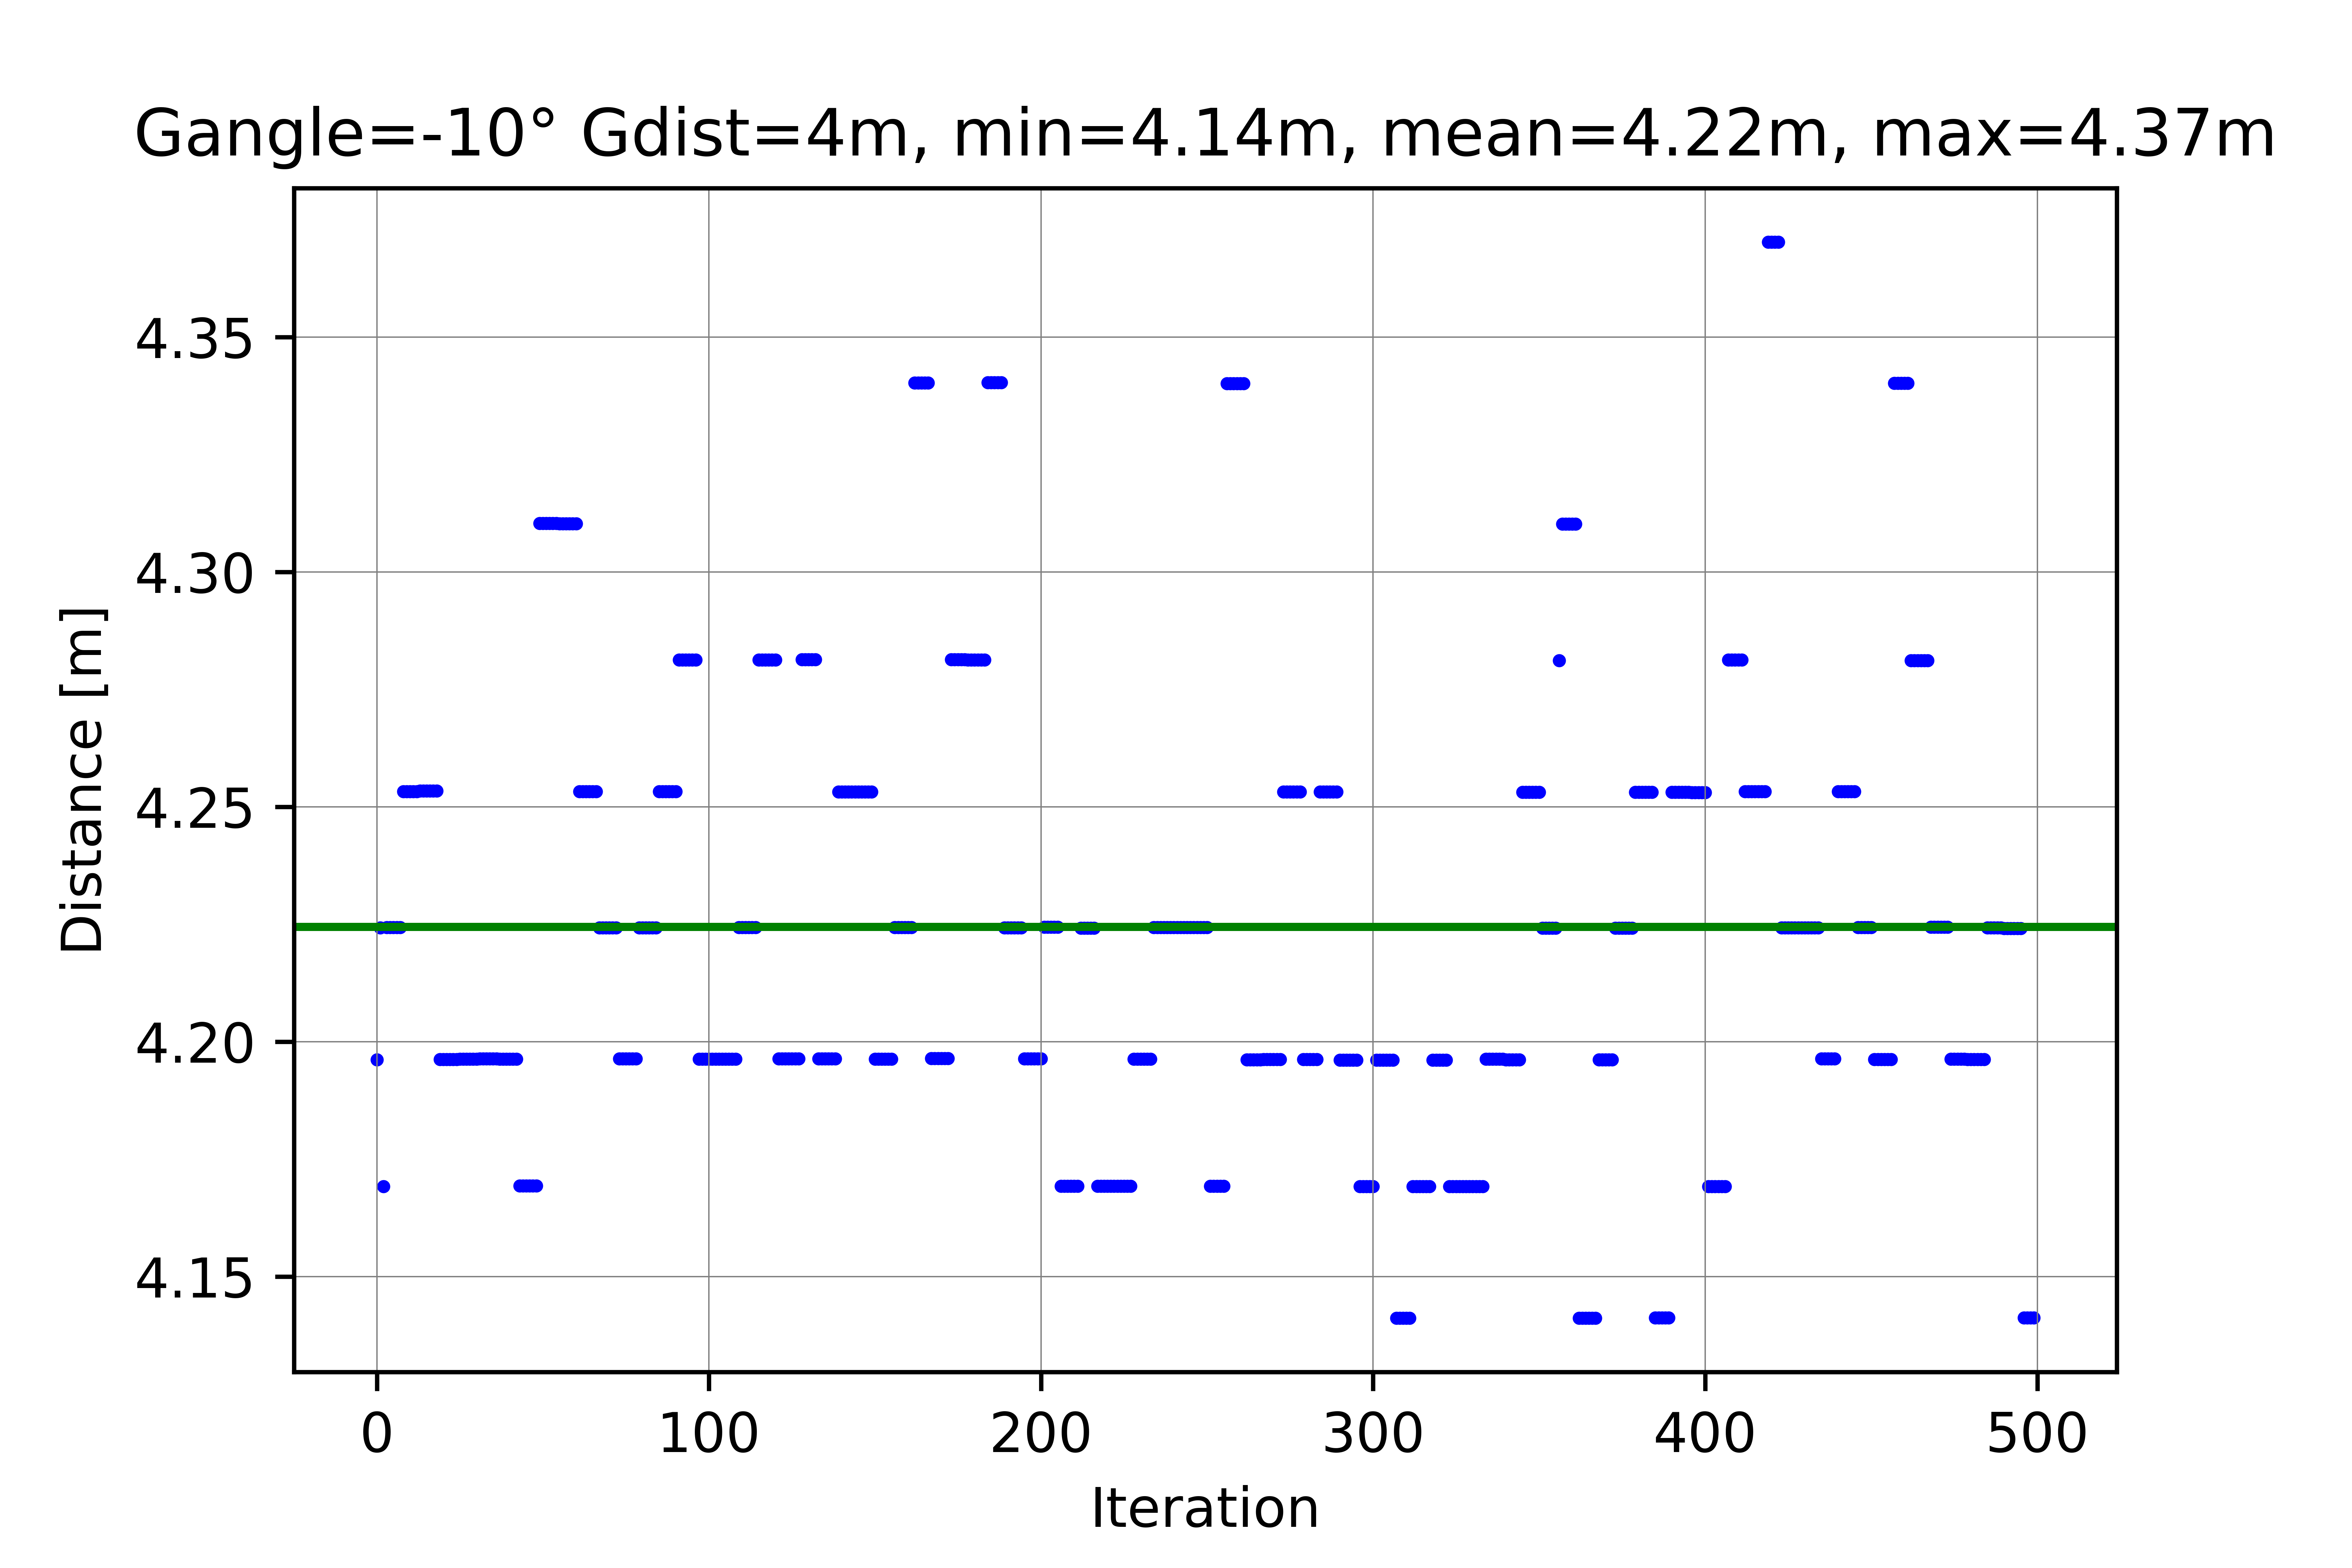 Gangle=-10° Gdist=4m, min=4.14m, mean=4.22m, max=4.37m
Distance [m]
4.35
4.30
4.25
4.20
4.15
0 100 200 300 400 500
Iteration